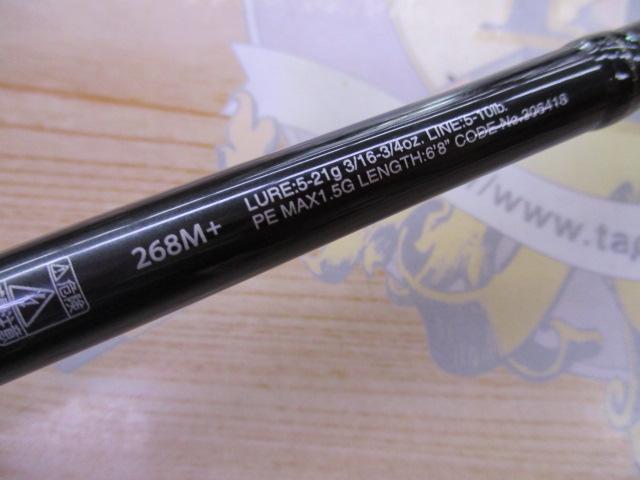 LURE:5-21g 3/16-3/4oz. LINE:5-10lb.
PE MAX1.5G LENGTH:6'8" CODE No.206418
268M+
危険
www.ta